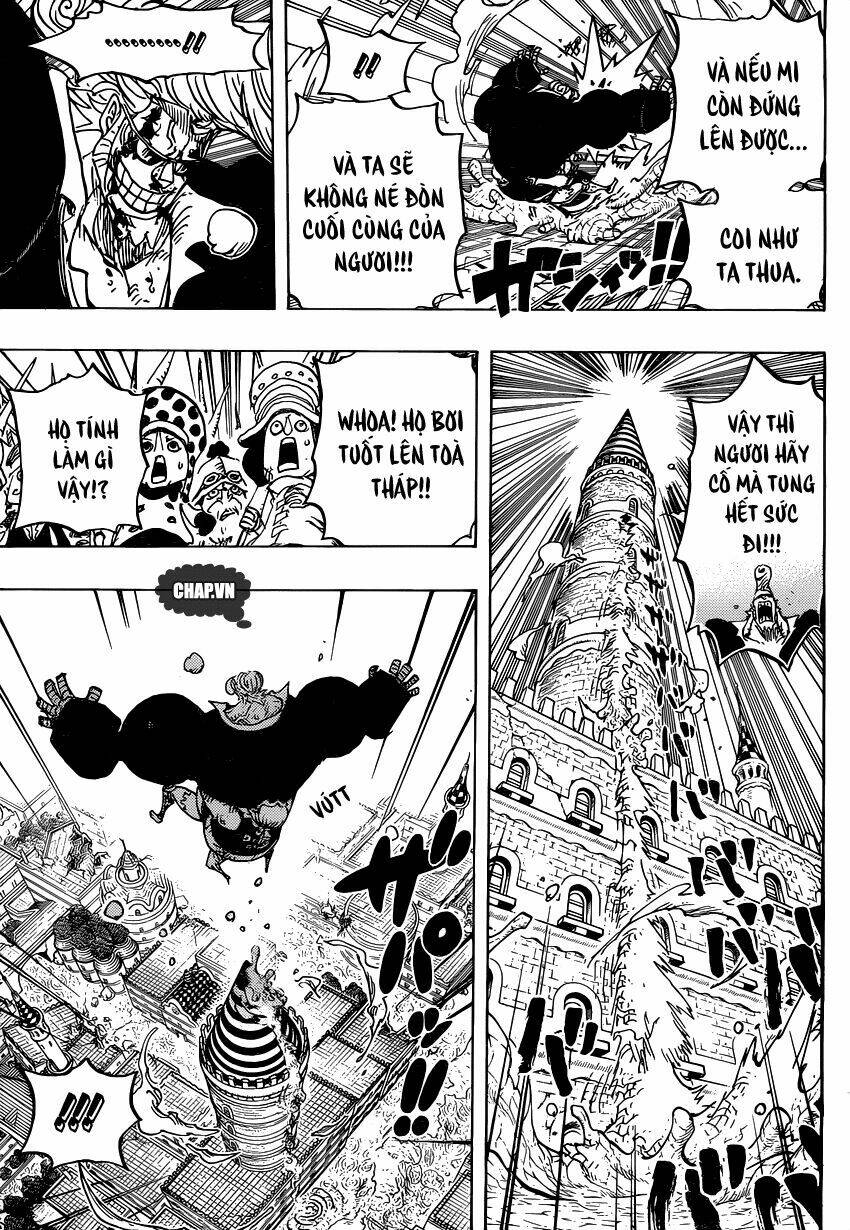 VÀ NẾU MI
CÒN ĐỨNG
LÊN ĐƯỢC...
COI NHƯ
TA THUA.
!!
VÀ TA SẼ
KHÔNG NÉ ĐÒN
CUỐI CÙNG CỦA
NGƯƠI!!!
..........!!
VẬY THÌ
NGƯƠI HÃY
CỐ MÀ TUNG
HẾT SỨC
ĐI!!!
WHOA! HỌ BƠI
TUỐT LÊN TOÀ
THÁP!!
HỌ TÍNH
LÀM GÌ
VẬY!?
CHAP.VN
VÚTT
!!!